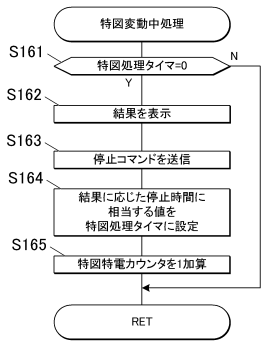 特図変動中処理
S161
特図処理タイマ=0
N
Y
S162
結果を表示
S163
停止コマンドを送信
S164
結果に応じた停止時間に
相当する値を
特図処理タイマに設定
S165
特図特電カウンタを1加算
RET